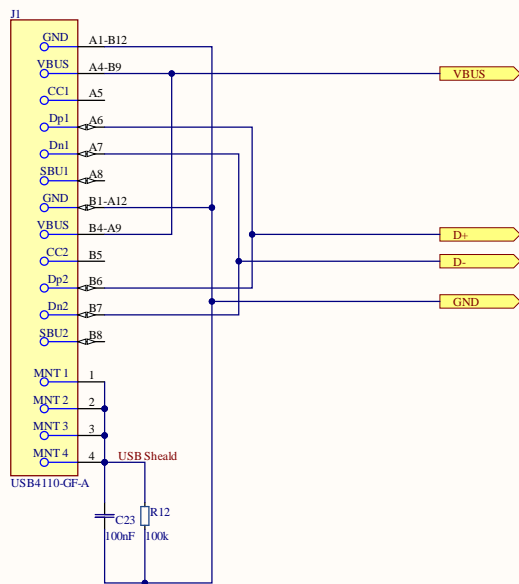 J1
GND A1-B12
VBUS A4-B9 VBUS
CC1 A5
Dp1 A6
Dn1 A7
SBU1 A8
GND B1-A12
VBUS B4-A9 D+
CC2 B5 D-
Dp2 B6
Dn2 B7 GND
SBU2 B8
MNT 1 1
MNT 2 2
MNT 3 3
MNT 4 4 USB Sheald
USB4110-GF-A
C23 R12
100nF 100k